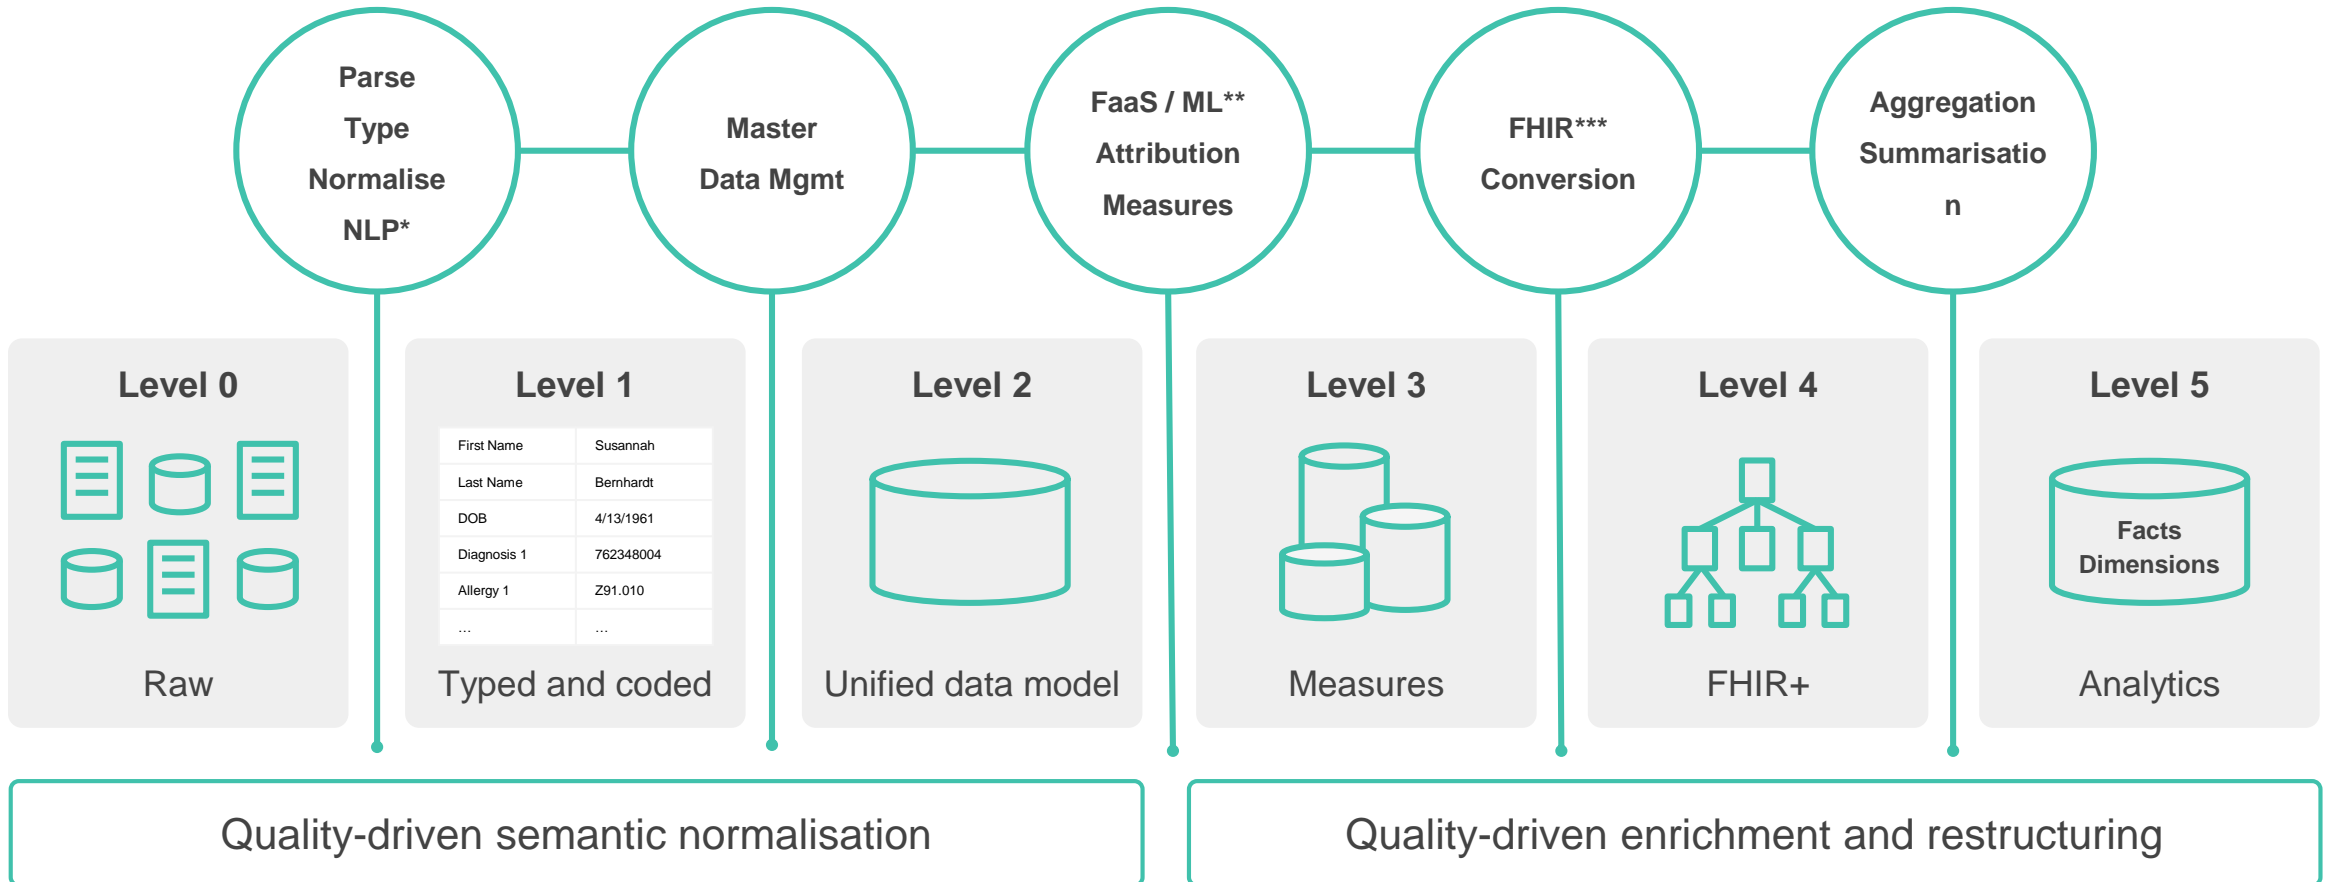 Parse
Type
Normalise
NLP*
Master
Data Mgmt
FaaS / ML**
Attribution
Measures
FHIR***
Conversion
Aggregation
Summarisatio
n
Level 0
Raw
Level 1
First Name Susannah
Last Name Bernhardt
DOB 4/13/1961
Diagnosis 1 762348004
Allergy 1 Z91.010
… …
Typed and coded
Level 2
Unified data model
Level 3
Measures
Level 4
FHIR+
Level 5
Facts
Dimensions
Analytics
Quality-driven semantic normalisation
Quality-driven enrichment and restructuring